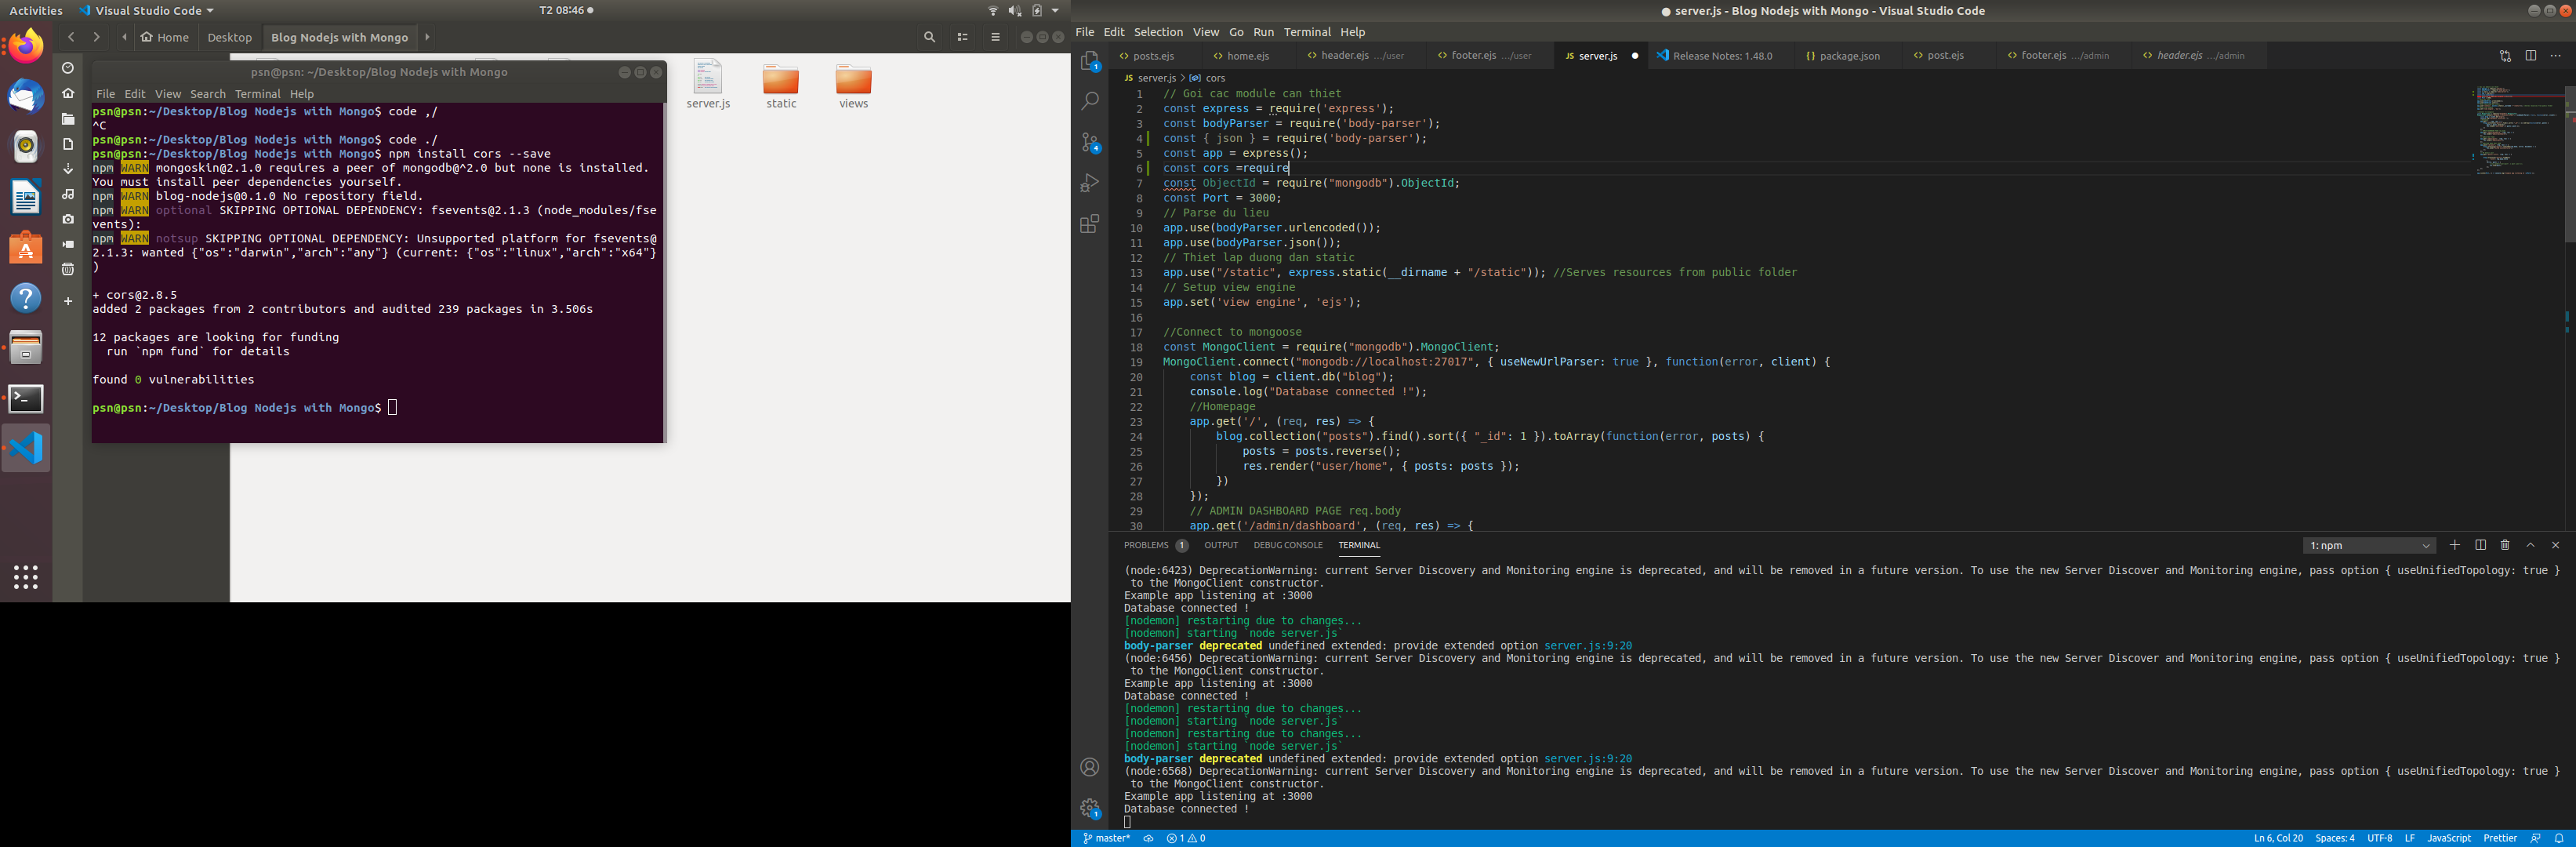 Activities Visual Studio Code T2 08:46
Home Desktop Blog Nodejs with Mongo
server.js static views
psn@psn: ~/Desktop/Blog Nodejs with Mongo
File Edit View Search Terminal Help
psn@psn:~/Desktop/Blog Nodejs with Mongo$ code ,/
^C
psn@psn:~/Desktop/Blog Nodejs with Mongo$ code ./
psn@psn:~/Desktop/Blog Nodejs with Mongo$ npm install cors --save
npm WARN mongoskin@2.1.0 requires a peer of mongodb@^2.0 but none is installed.
You must install peer dependencies yourself.
npm WARN blog-nodejs@0.1.0 No repository field.
npm WARN optional SKIPPING OPTIONAL DEPENDENCY: fsevents@2.1.3 (node_modules/fse
vents):
npm WARN notsup SKIPPING OPTIONAL DEPENDENCY: Unsupported platform for fsevents@
2.1.3: wanted {"os":"darwin","arch":"any"} (current: {"os":"linux","arch":"x64"}
)
+ cors@2.8.5
added 2 packages from 2 contributors and audited 239 packages in 3.506s
12 packages are looking for funding
run `npm fund` for details
found 0 vulnerabilities
psn@psn:~/Desktop/Blog Nodejs with Mongo$
● server.js - Blog Nodejs with Mongo - Visual Studio Code
File Edit Selection View Go Run Terminal Help
posts.ejs home.ejs header.ejs .../user footer.ejs .../user JS server.js ● Release Notes: 1.48.0 {} package.json post.ejs footer.ejs .../admin header.ejs .../admin
JS server.js > cors
1 // Goi cac module can thiet
2 const express = require('express');
3 const bodyParser = require('body-parser');
4 const { json } = require('body-parser');
5 const app = express();
6 const cors =require
7 const ObjectId = require("mongodb").ObjectId;
8 const Port = 3000;
9 // Parse du lieu
10 app.use(bodyParser.urlencoded());
11 app.use(bodyParser.json());
12 // Thiet lap duong dan static
13 app.use("/static", express.static(__dirname + "/static")); //Serves resources from public folder
14 // Setup view engine
15 app.set('view engine', 'ejs');
16
17 //Connect to mongoose
18 const MongoClient = require("mongodb").MongoClient;
19 MongoClient.connect("mongodb://localhost:27017", { useNewUrlParser: true }, function(error, client) {
20 const blog = client.db("blog");
21 console.log("Database connected !");
22 //Homepage
23 app.get('/', (req, res) => {
24 blog.collection("posts").find().sort({ "_id": 1 }).toArray(function(error, posts) {
25 posts = posts.reverse();
26 res.render("user/home", { posts: posts });
27 })
28 });
29 // ADMIN DASHBOARD PAGE req.body
30 app.get('/admin/dashboard', (req, res) => {
PROBLEMS 1 OUTPUT DEBUG CONSOLE TERMINAL 1: npm
(node:6423) DeprecationWarning: current Server Discovery and Monitoring engine is deprecated, and will be removed in a future version. To use the new Server Discover and Monitoring engine, pass option { useUnifiedTopology: true }
to the MongoClient constructor.
Example app listening at :3000
Database connected !
[nodemon] restarting due to changes...
[nodemon] starting `node server.js`
body-parser deprecated undefined extended: provide extended option server.js:9:20
(node:6456) DeprecationWarning: current Server Discovery and Monitoring engine is deprecated, and will be removed in a future version. To use the new Server Discover and Monitoring engine, pass option { useUnifiedTopology: true }
to the MongoClient constructor.
Example app listening at :3000
Database connected !
[nodemon] restarting due to changes...
[nodemon] starting `node server.js`
[nodemon] restarting due to changes...
[nodemon] starting `node server.js`
body-parser deprecated undefined extended: provide extended option server.js:9:20
(node:6568) DeprecationWarning: current Server Discovery and Monitoring engine is deprecated, and will be removed in a future version. To use the new Server Discover and Monitoring engine, pass option { useUnifiedTopology: true }
to the MongoClient constructor.
Example app listening at :3000
Database connected !
master* 1 0 Ln 6, Col 20 Spaces: 4 UTF-8 LF JavaScript Prettier